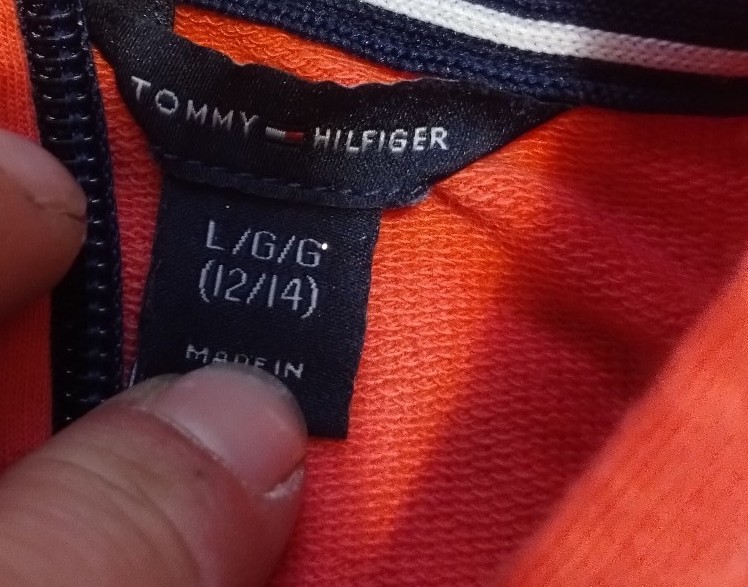 TOMMY HILFIGER
L/G/G
(12/14)
MADE IN